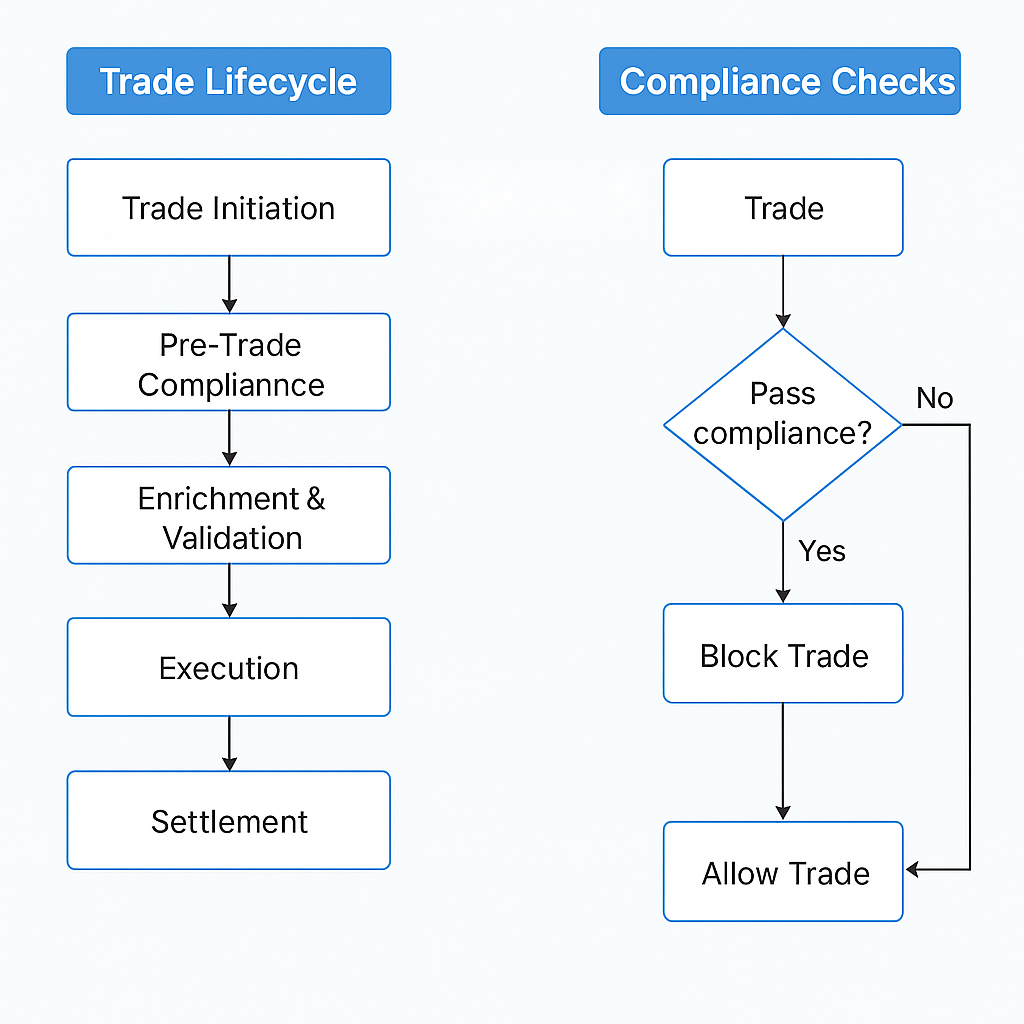 Trade Lifecycle
Trade Initiation
Pre-Trade
Compliannce
Enrichment &
Validation
Execution
Settlement
Compliance Checks
Trade
Pass
compliance?
No
Yes
Block Trade
Allow Trade